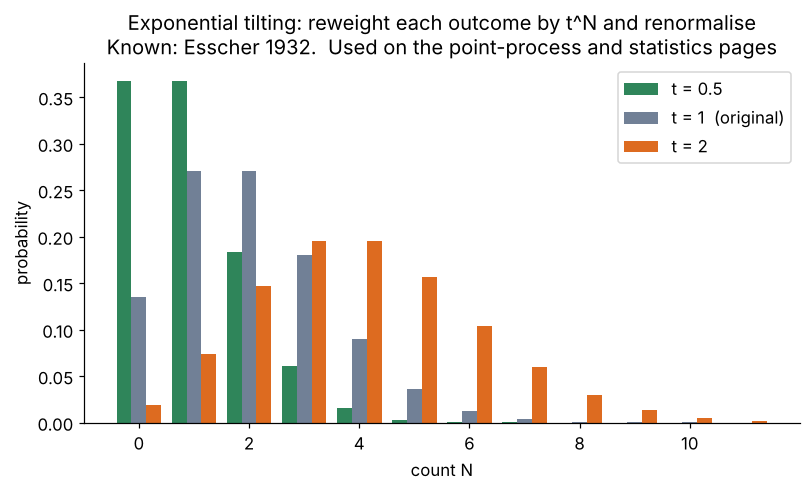 Exponential tilting: reweight each outcome by t^N and renormalise
Known: Esscher 1932.  Used on the point-process and statistics pages
t = 0.5
t = 1  (original)
t = 2
probability
0.35
0.30
0.25
0.20
0.15
0.10
0.05
0.00
0 2 4 6 8 10
count N